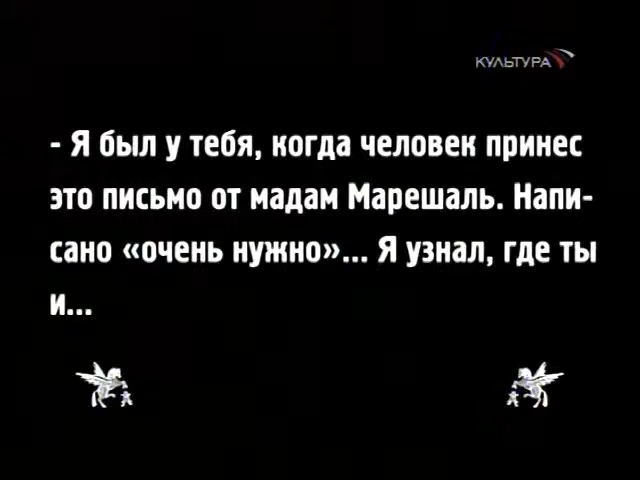 КУЛЬТУРА
- Я был у тебя, когда человек принес
это письмо от мадам Марешаль. Напи-
сано «очень нужно»... Я узнал, где ты
и...